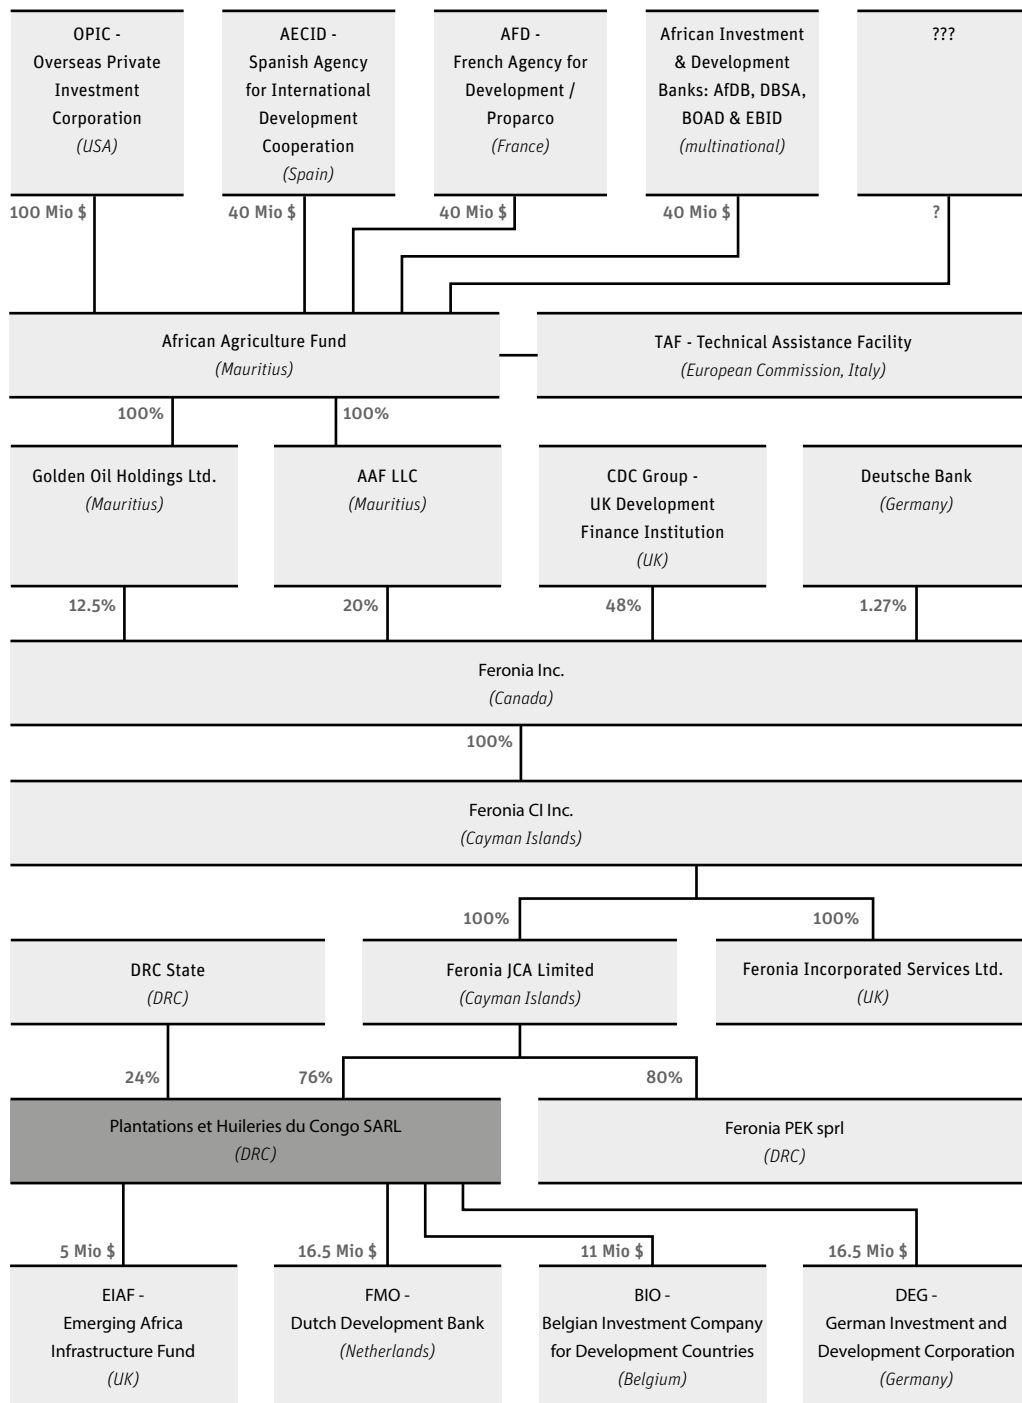 OPIC -
Overseas Private
Investment
Corporation
(USA)
AECID -
Spanish Agency
for International
Development
Cooperation
(Spain)
AFD -
French Agency for
Development /
Proparco
(France)
African Investment
& Development
Banks: AfDB, DBSA,
BOAD & EBID
(multinational)
???
100 Mio $
40 Mio $
40 Mio $
40 Mio $
?
African Agriculture Fund
(Mauritius)
TAF - Technical Assistance Facility
(European Commission, Italy)
100%
100%
Golden Oil Holdings Ltd.
(Mauritius)
AAF LLC
(Mauritius)
CDC Group -
UK Development
Finance Institution
(UK)
Deutsche Bank
(Germany)
12.5%
20%
48%
1.27%
Feronia Inc.
(Canada)
100%
Feronia CI Inc.
(Cayman Islands)
100%
100%
DRC State
(DRC)
Feronia JCA Limited
(Cayman Islands)
Feronia Incorporated Services Ltd.
(UK)
24%
76%
80%
Plantations et Huileries du Congo SARL
(DRC)
Feronia PEK sprl
(DRC)
5 Mio $
16.5 Mio $
11 Mio $
16.5 Mio $
EIAF -
Emerging Africa
Infrastructure Fund
(UK)
FMO -
Dutch Development Bank
(Netherlands)
BIO -
Belgian Investment Company
for Development Countries
(Belgium)
DEG -
German Investment and
Development Corporation
(Germany)